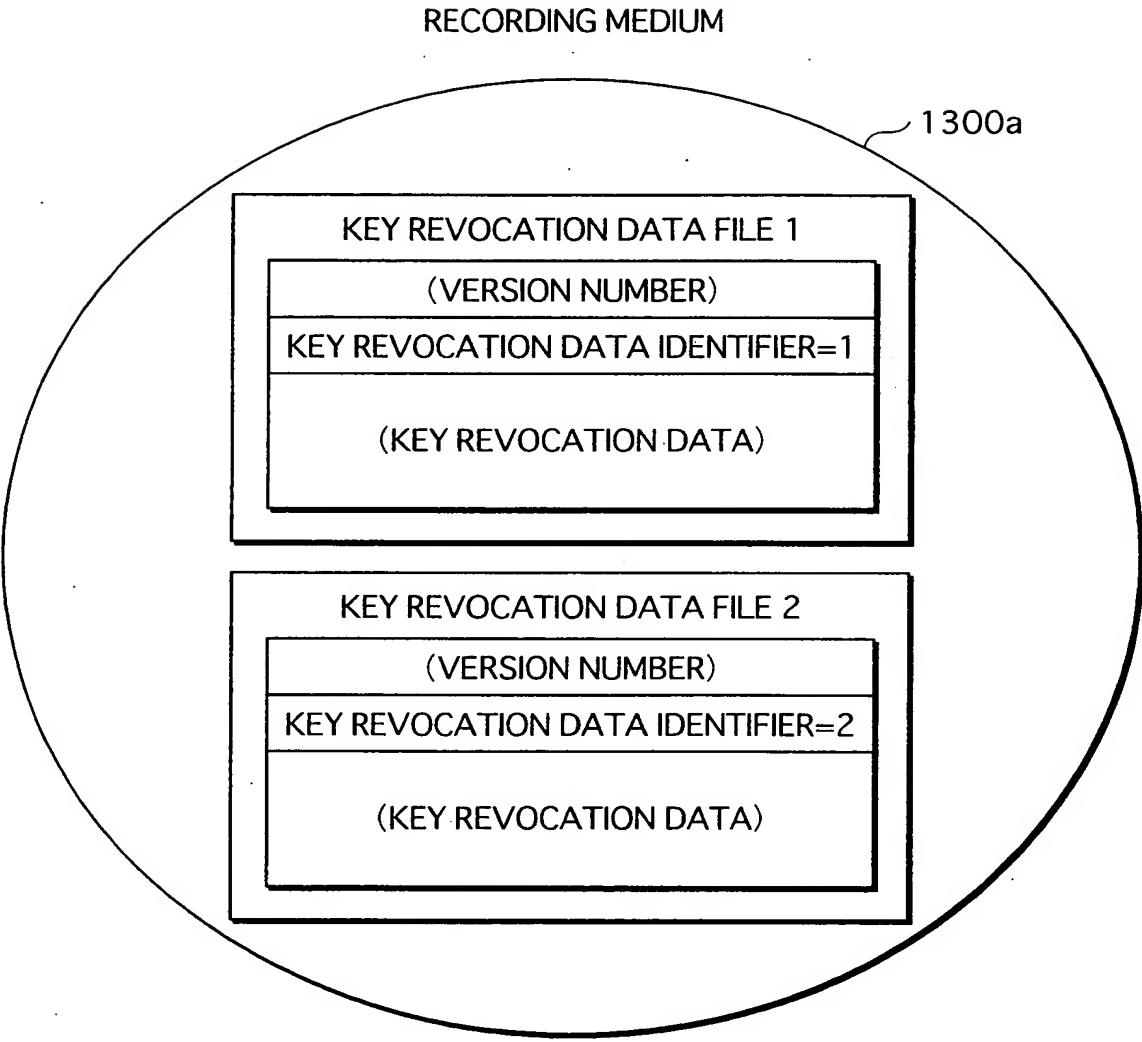 RECORDING MEDIUM
1300a
KEY REVOCATION DATA FILE 1
(VERSION NUMBER)
KEY REVOCATION DATA IDENTIFIER=1
(KEY REVOCATION DATA)
KEY REVOCATION DATA FILE 2
(VERSION NUMBER)
KEY REVOCATION DATA IDENTIFIER=2
(KEY REVOCATION DATA)